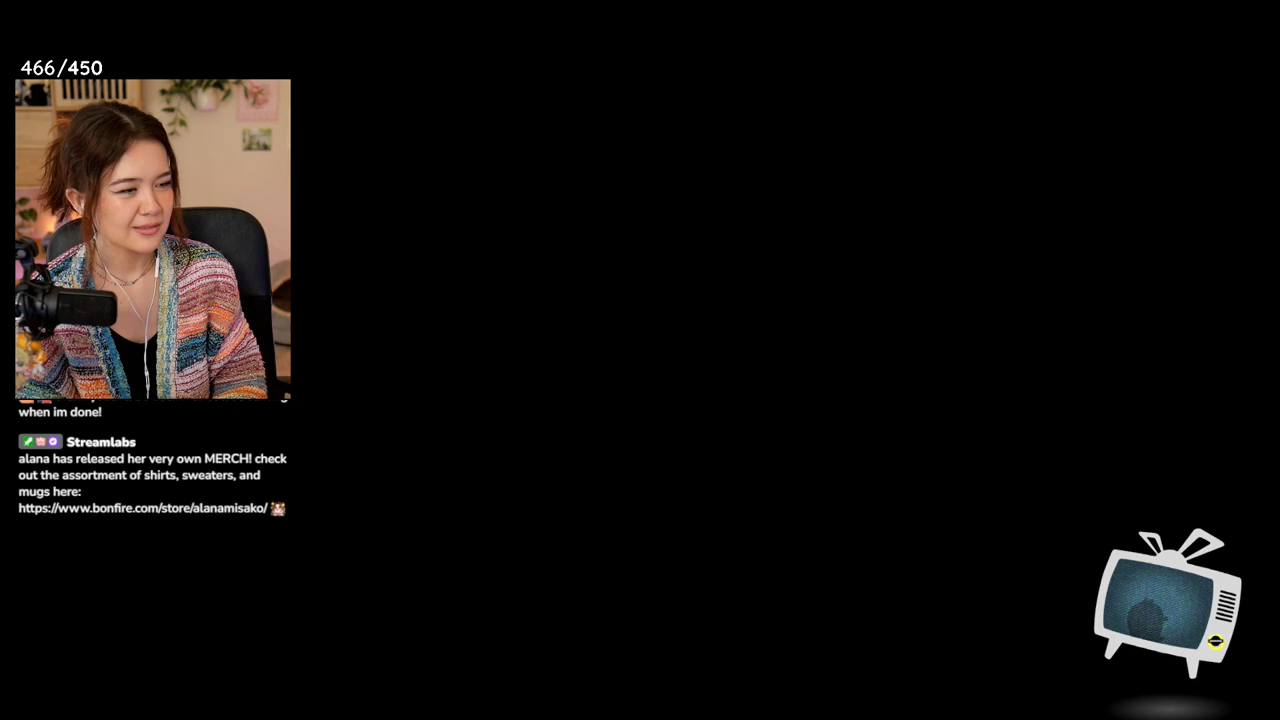 466/450
when im done!
Streamlabs
alana has released her very own MERCH! check
out the assortment of shirts, sweaters, and
mugs here:
https://www.bonfire.com/store/alanamisako/